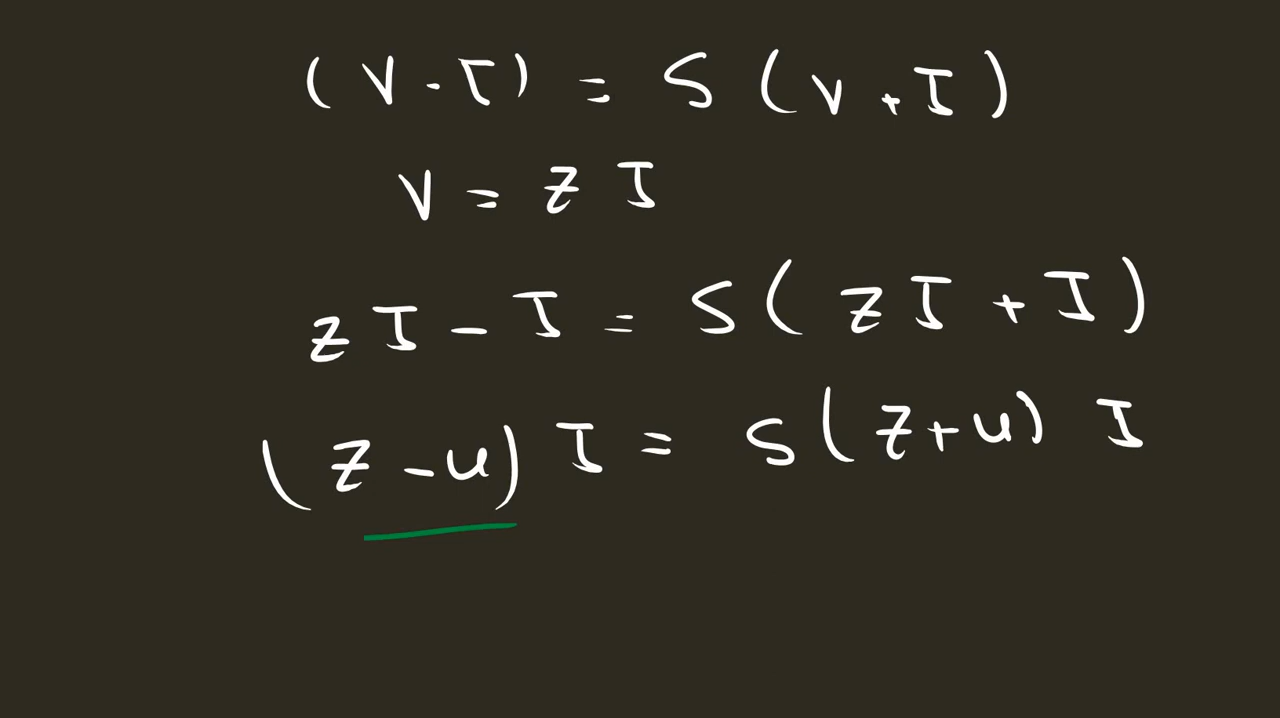 (V - I) = S (V + I)
V = Z I
Z I - I = S ( Z I + I )
(Z - u) I = S (Z + u) I